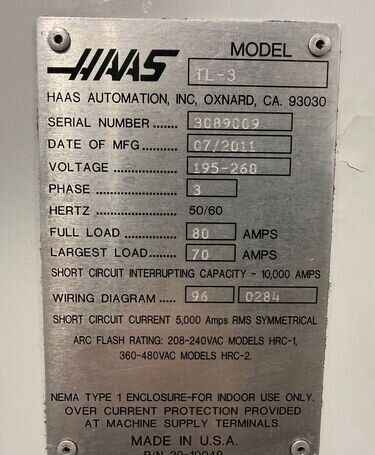 HAAS MODEL
TL-3
HAAS AUTOMATION, INC, OXNARD, CA. 93030
SERIAL NUMBER ....... 3089009
DATE OF MFG ........... 07/2011
VOLTAGE .................. 195-260
PHASE ...................... 3
HERTZ ......................... 50/60
FULL LOAD .............. 80 AMPS
LARGEST LOAD ........ 70 AMPS
SHORT CIRCUIT INTERRUPTING CAPACITY - 10,000 AMPS
WIRING DIAGRAM ..... 96 0284
SHORT CIRCUIT CURRENT 5,000 Amps RMS SYMMETRICAL
ARC FLASH RATING: 208-240VAC MODELS HRC-1,
360-480VAC MODELS HRC-2.
NEMA TYPE 1 ENCLOSURE-FOR INDOOR USE ONLY.
OVER CURRENT PROTECTION PROVIDED
AT MACHINE SUPPLY TERMINALS.
MADE IN U.S.A.